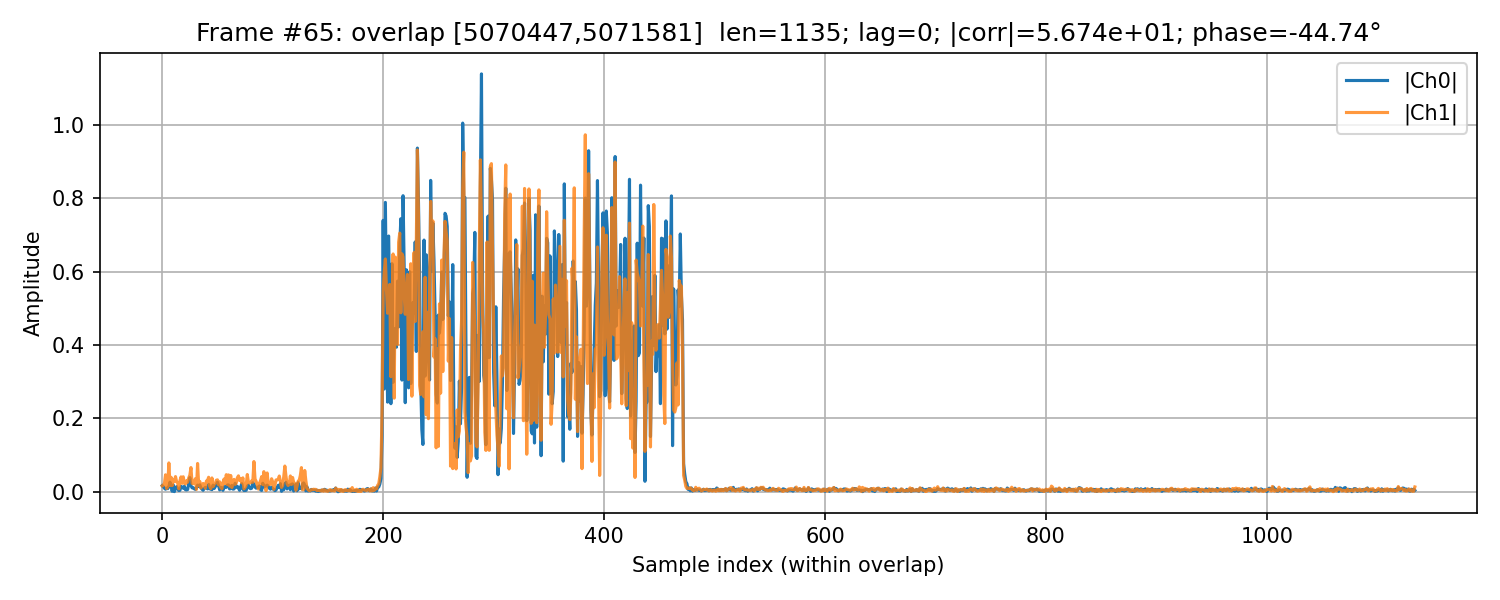 Frame #65: overlap [5070447,5071581]  len=1135; lag=0; |corr|=5.674e+01; phase=-44.74°
|Ch0|
|Ch1|
Amplitude
1.0
0.8
0.6
0.4
0.2
0.0
0 200 400 600 800 1000
Sample index (within overlap)